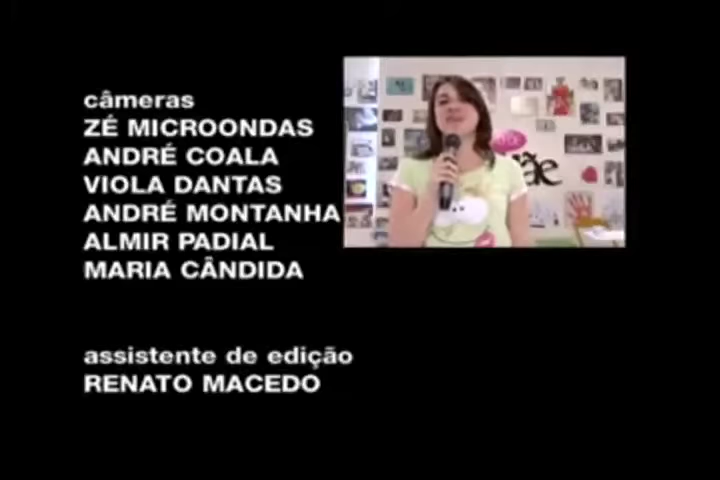 câmeras
ZÉ MICROONDAS
ANDRÉ COALA
VIOLA DANTAS
ANDRÉ MONTANHA
ALMIR PADIAL
MARIA CÂNDIDA
assistente de edição
RENATO MACEDO